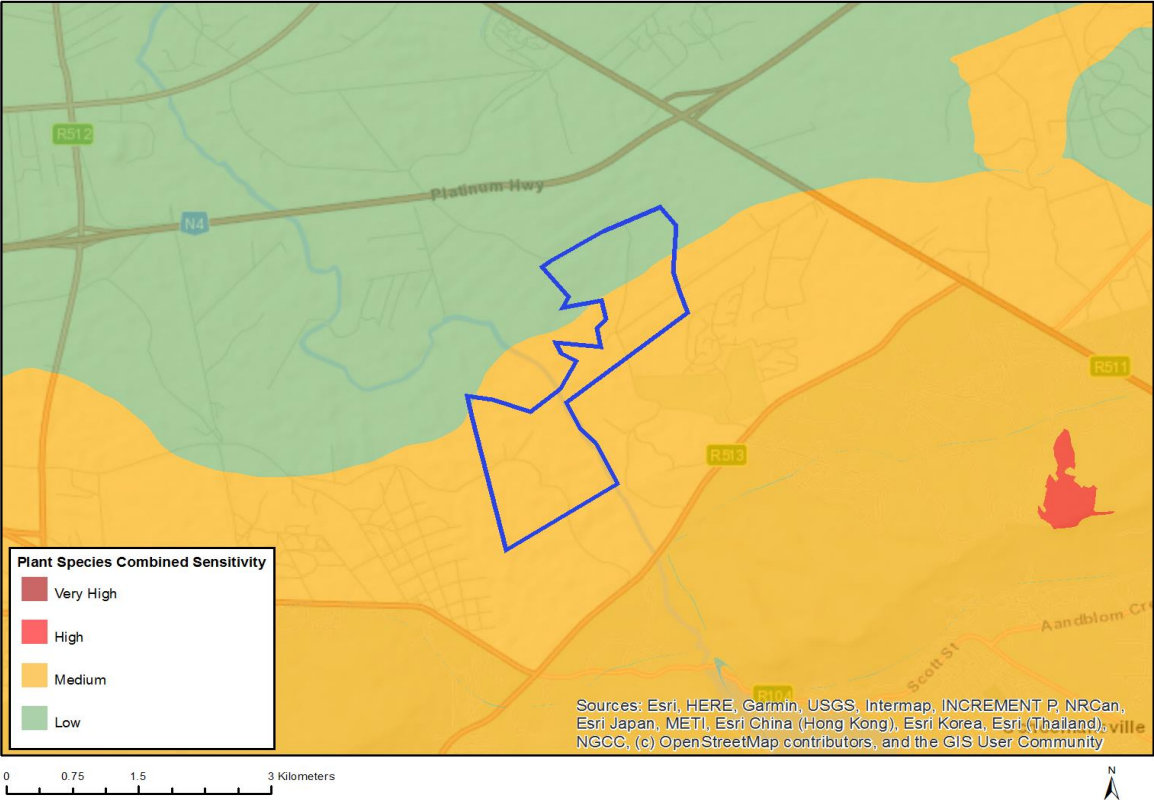 R512
Platinum Hwy
N4
R511
R513
Plant Species Combined Sensitivity
Very High
High
Medium
Low
Aandblom Cre
Scott St
R104
Sources: Esri, HERE, Garmin, USGS, Intermap, INCREMENT P, NRCan,
Esri Japan, METI, Esri China (Hong Kong), Esri Korea, Esri (Thailand),
NGCC, (c) OpenStreetMap contributors, and the GIS User Community
0 0.75 1.5 3 Kilometers
N